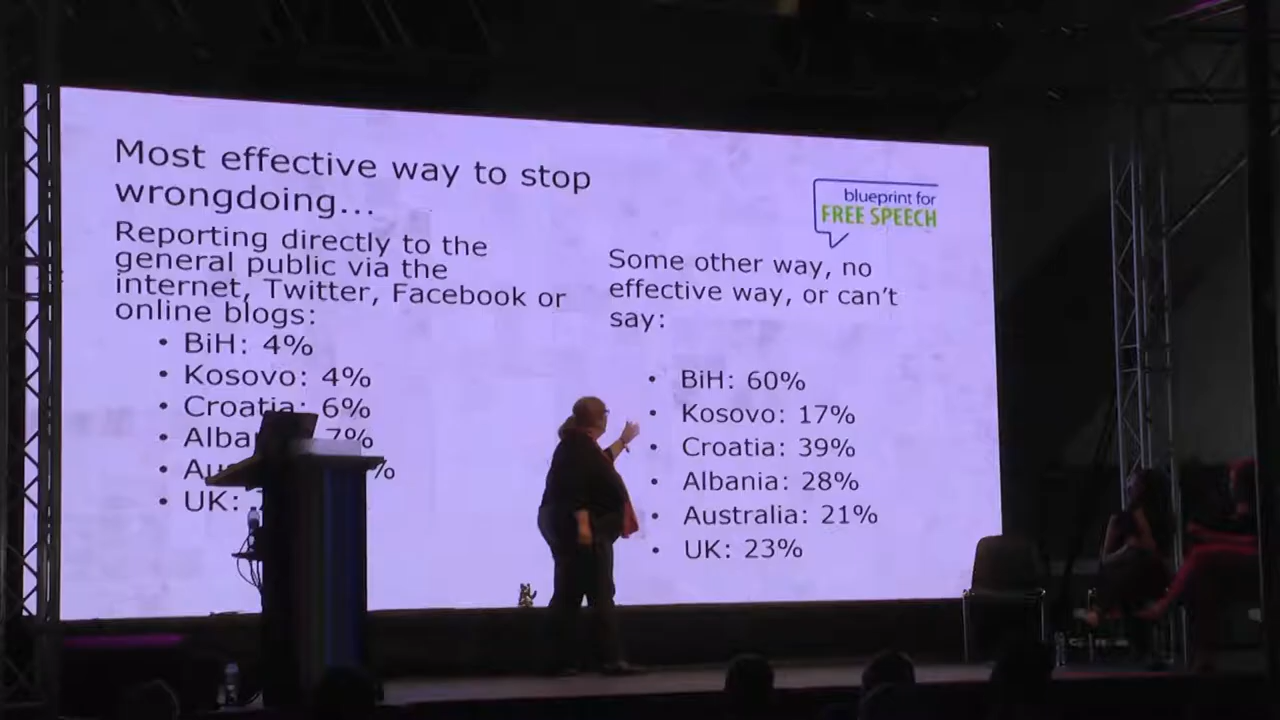 Most effective way to stop
wrongdoing...
Reporting directly to the
general public via the
internet, Twitter, Facebook or
online blogs:
• BiH: 4%
• Kosovo: 4%
• Croatia: 6%
• 7%
• %
• UK:
blueprint for
FREE SPEECH
Some other way, no
effective way, or can't
say:
• BiH: 60%
• Kosovo: 17%
• Croatia: 39%
• Albania: 28%
• Australia: 21%
• UK: 23%